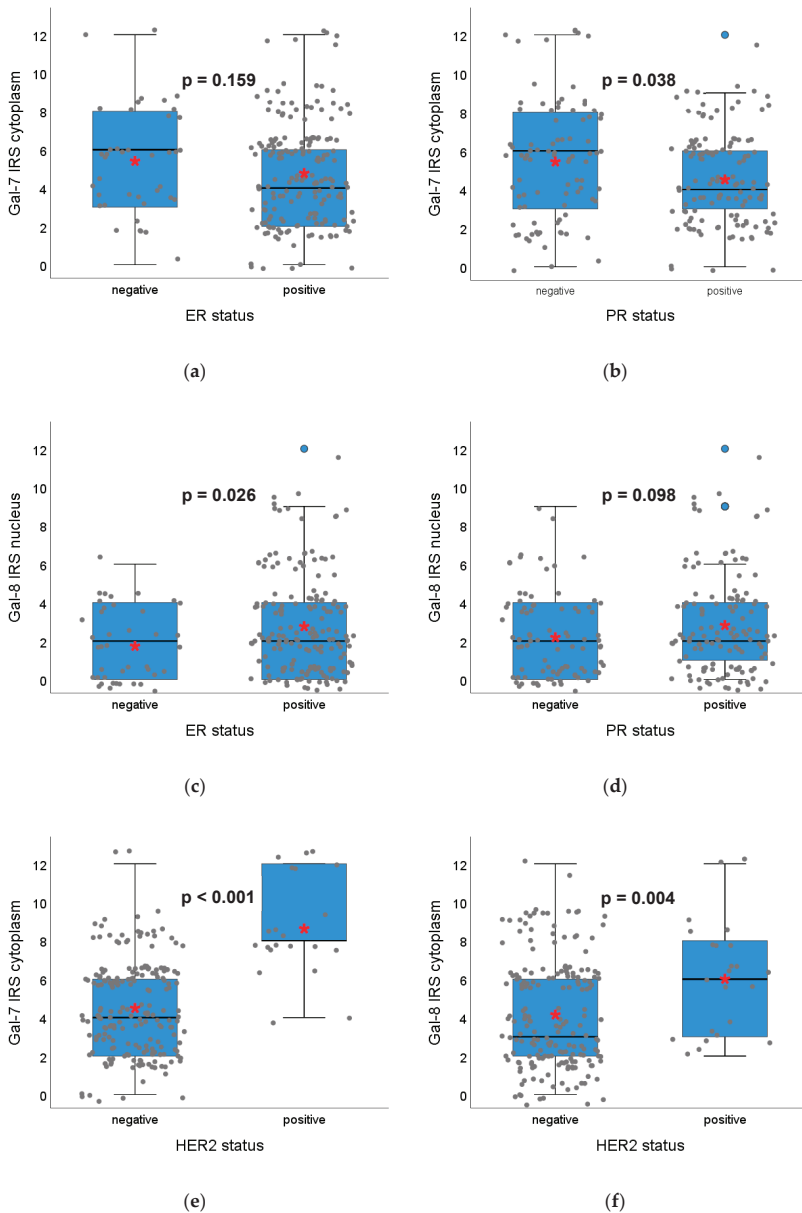 12
10
8
6
4
2
0
Gal-7 IRS cytoplasm
p = 0.159
negative
positive
ER status
(a)
12
10
8
6
4
2
0
Gal-7 IRS cytoplasm
p = 0.038
negative
positive
PR status
(b)
12
10
8
6
4
2
0
Gal-8 IRS nucleus
p = 0.026
negative
positive
ER status
(c)
12
10
8
6
4
2
0
Gal-8 IRS nucleus
p = 0.098
negative
positive
PR status
(d)
12
10
8
6
4
2
0
Gal-7 IRS cytoplasm
p < 0.001
negative
positive
HER2 status
(e)
12
10
8
6
4
2
0
Gal-8 IRS cytoplasm
p = 0.004
negative
positive
HER2 status
(f)